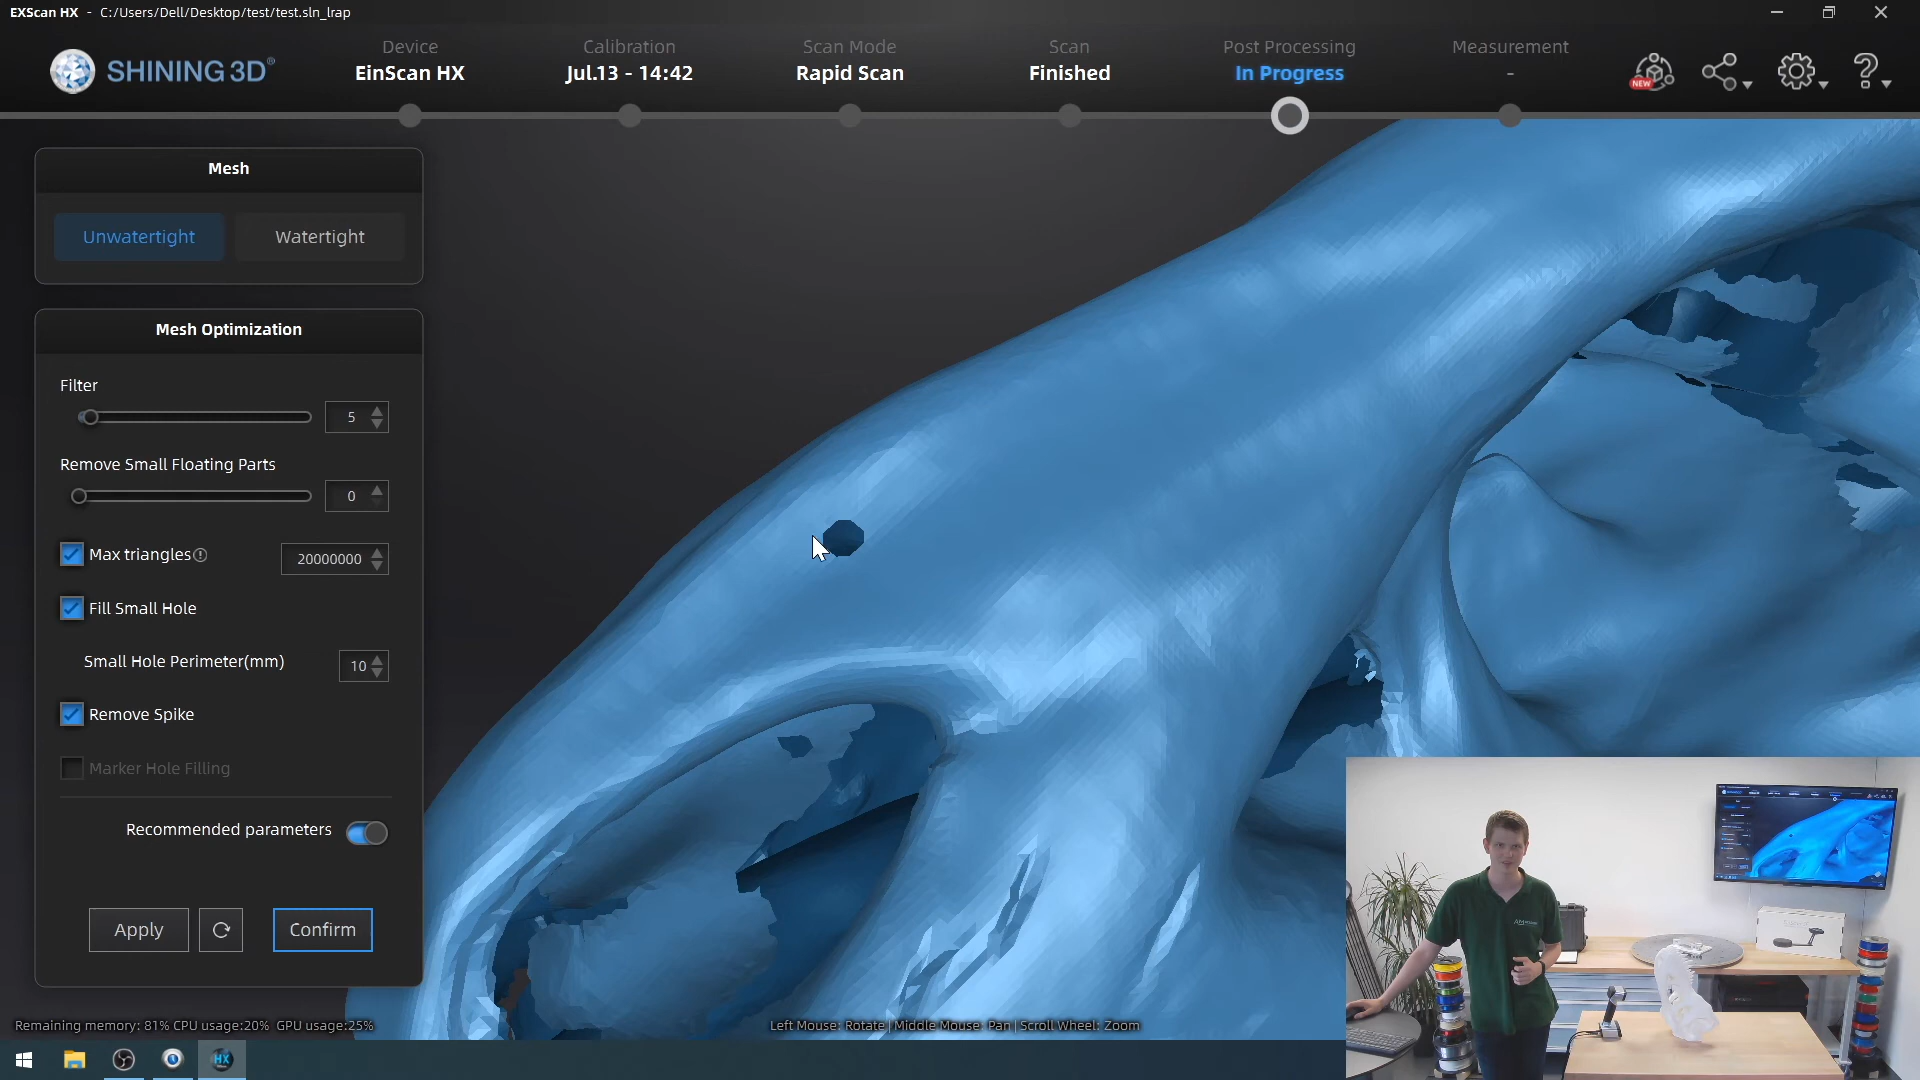 EXScan HX - C:/Users/Dell/Desktop/test/test.sln_lrap
SHINING 3D®
Device
EinScan HX
Calibration
Jul.13 - 14:42
Scan Mode
Rapid Scan
Scan
Finished
Post Processing
In Progress
Measurement
-
NEW
Mesh
Unwatertight
Watertight
Mesh Optimization
Filter
5
Remove Small Floating Parts
0
Max triangles
20000000
Fill Small Hole
Small Hole Perimeter(mm)
10
Remove Spike
Marker Hole Filling
Recommended parameters
Apply
Confirm
Remaining memory: 81% CPU usage:20% GPU usage:25%
Left Mouse: Rotate | Middle Mouse: Pan | Scroll Wheel: Zoom
HX